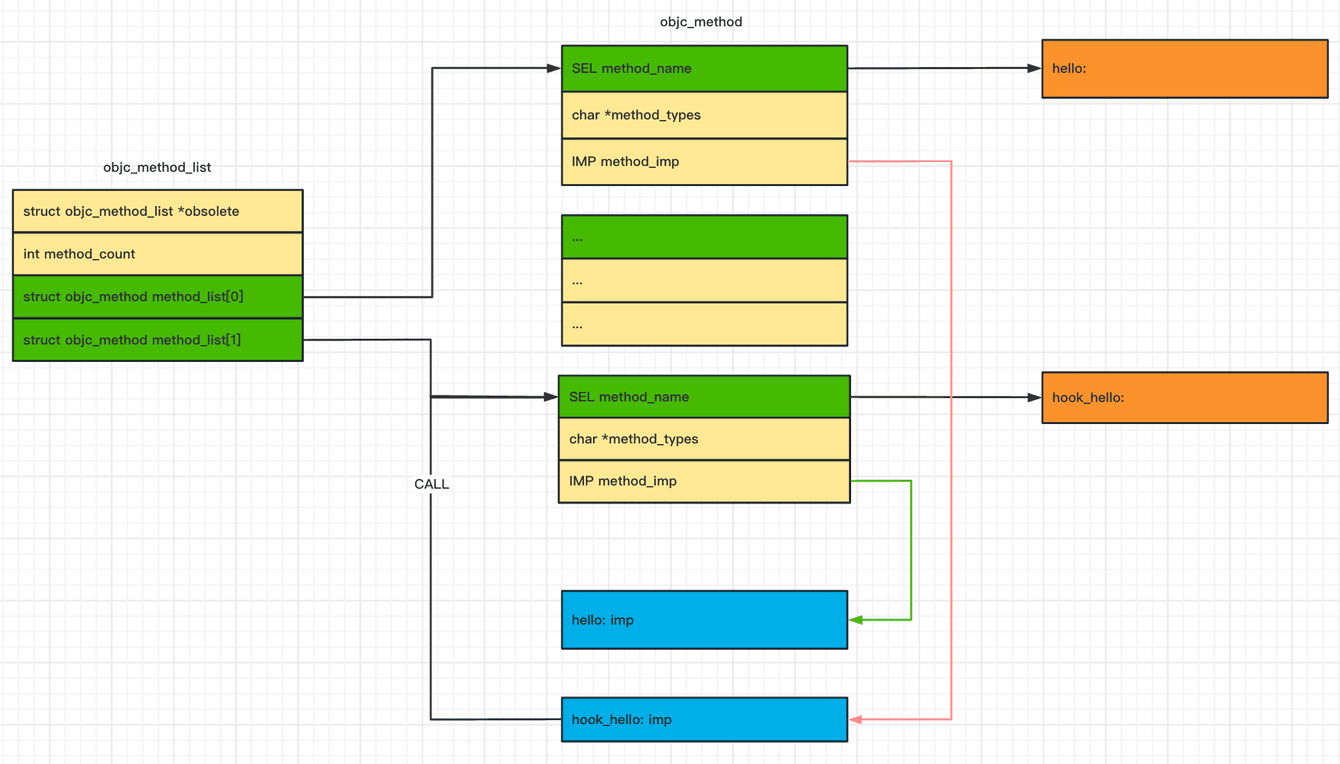 objc_method
SEL method_name
hello:
char *method_types
IMP method_imp
objc_method_list
struct objc_method_list *obsolete
int method_count
struct objc_method method_list[0]
struct objc_method method_list[1]
...
...
...
SEL method_name
hook_hello:
char *method_types
IMP method_imp
CALL
hello: imp
hook_hello: imp